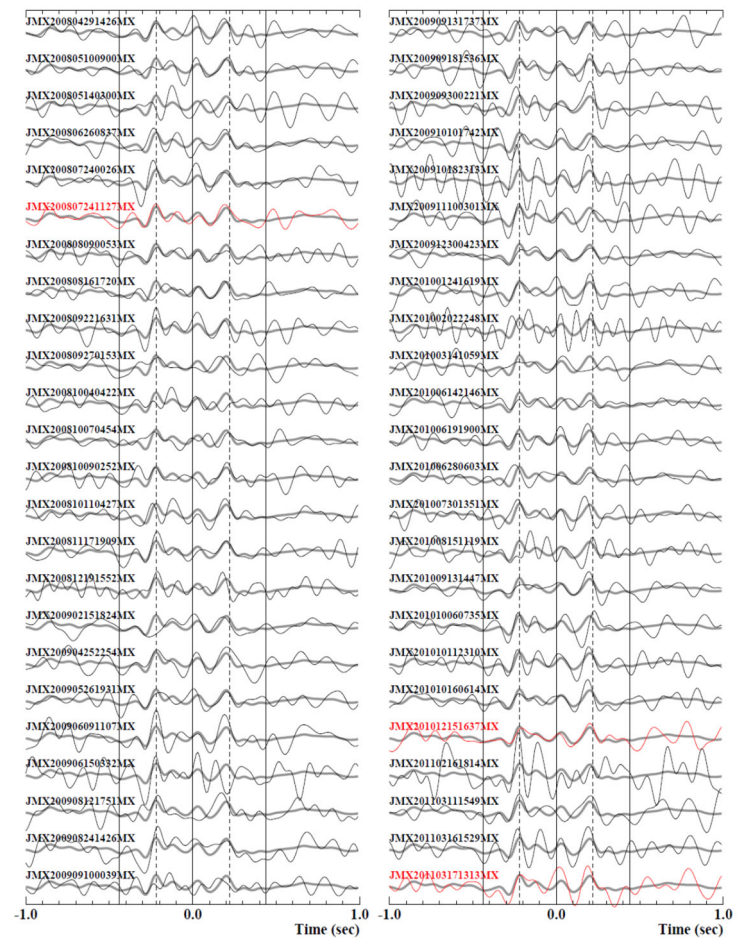 JMX200804291426MX
JMX200805100900MX
JMX200805140300MX
JMX200806260837MX
JMX200807240026MX
JMX200807241127MX
JMX200808090053MX
JMX200808161720MX
JMX200809221631MX
JMX200809270153MX
JMX200810040422MX
JMX200810070454MX
JMX200810090252MX
JMX200810110427MX
JMX200811171909MX
JMX200812191552MX
JMX200902151824MX
JMX200904252254MX
JMX200905261931MX
JMX200906091107MX
JMX200906150332MX
JMX200908121751MX
JMX200908241426MX
JMX200909100039MX
-1.0 0.0 1.0
Time (sec)
JMX200909131737MX
JMX200909181536MX
JMX200909300221MX
JMX200910101742MX
JMX200910182313MX
JMX200911100301MX
JMX200912300423MX
JMX201001241619MX
JMX201002022248MX
JMX201003141059MX
JMX201006142146MX
JMX201006191900MX
JMX201006280603MX
JMX201007301351MX
JMX201008151119MX
JMX201009131447MX
JMX201010060735MX
JMX201010112310MX
JMX201010160614MX
JMX201012151637MX
JMX201102161814MX
JMX201103111549MX
JMX201103161529MX
JMX201103171313MX
-1.0 0.0 1.0
Time (sec)